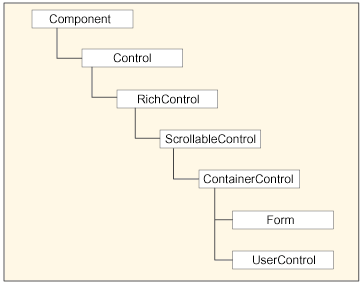 Component
Control
RichControl
ScrollableControl
ContainerControl
Form
UserControl